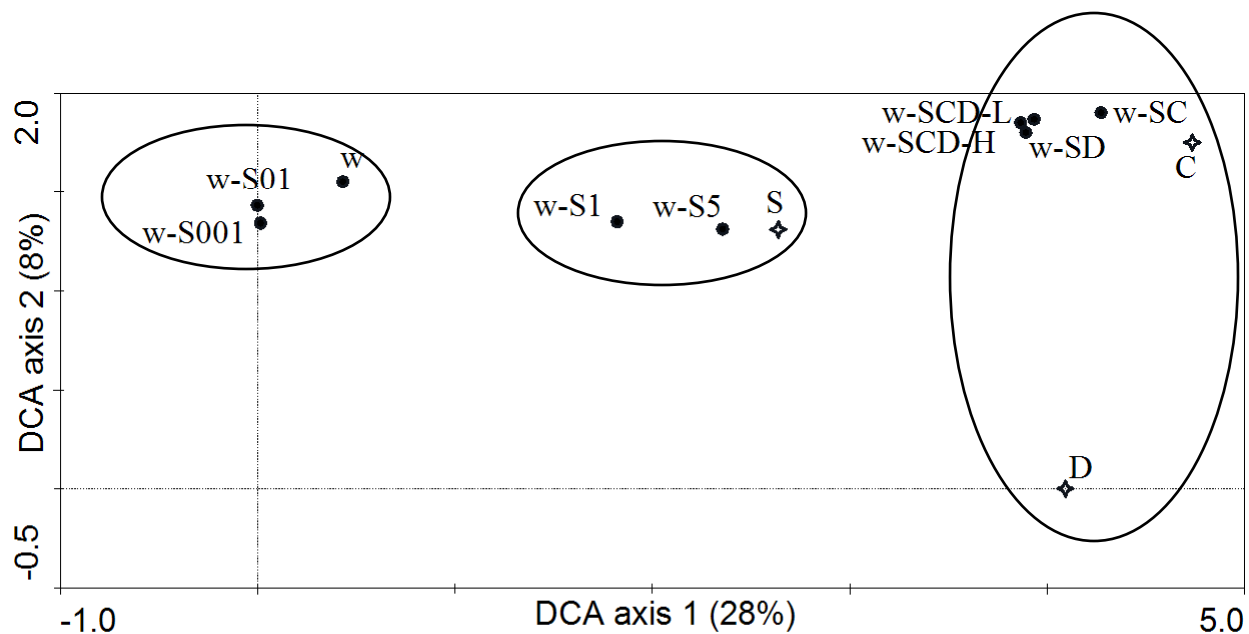 2.0
w-SCD-L
w-SC
w-SCD-H
w-SD
C
w
w-S01
w-S001
w-S1
w-S5
S
D
DCA axis 2 (8%)
-0.5
-1.0
DCA axis 1 (28%)
5.0